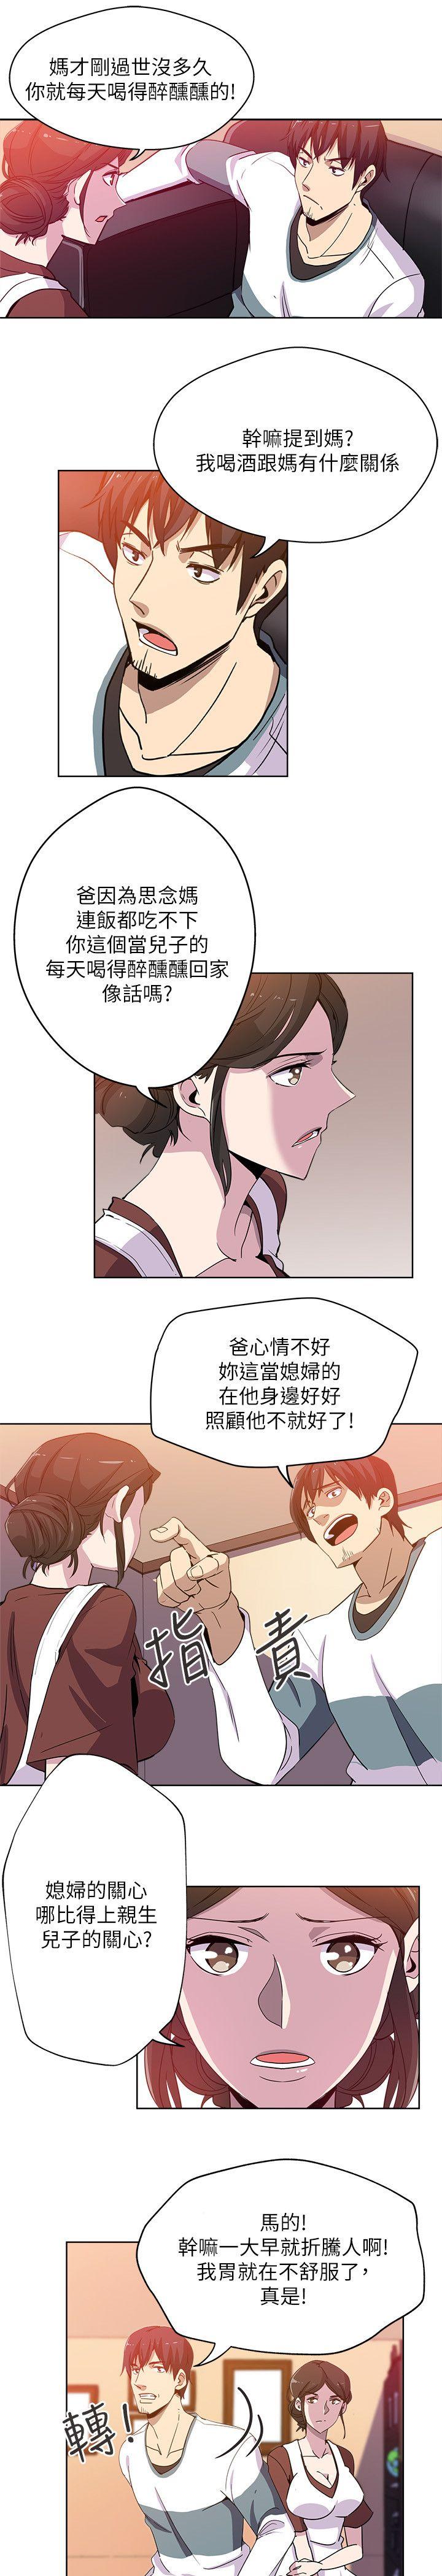 媽才剛過世沒多久
你就每天喝得醉醺醺的!
幹嘛提到媽?
我喝酒跟媽有什麼關係
爸因為思念媽
連飯都吃不下
你這個當兒子的
每天喝得醉醺醺回家
像話嗎?
爸心情不好
妳這當媳婦的
在他身邊好好
照顧他不就好了!
指責
媳婦的關心
哪比得上親生
兒子的關心?
馬的!
幹嘛一大早就折騰人啊!
我胃就在不舒服了,
真是!
轉!